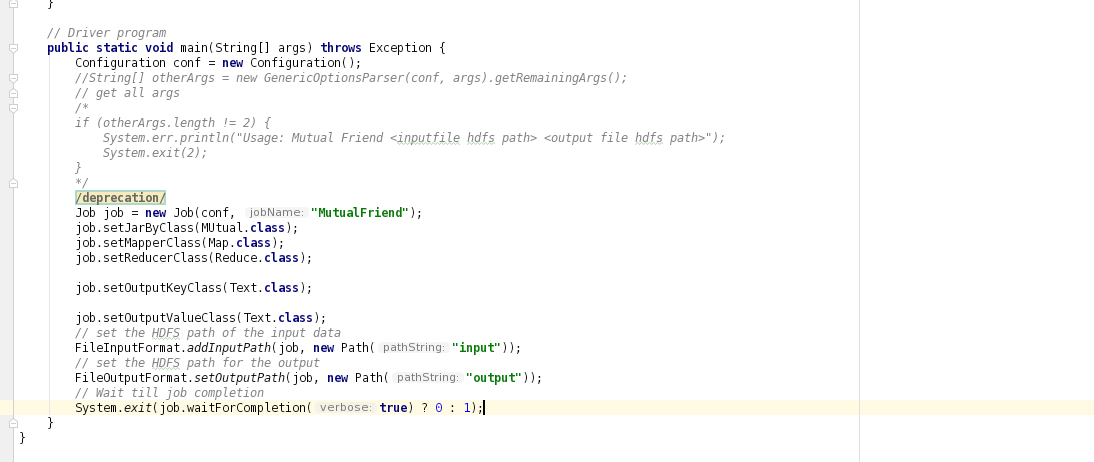 }
// Driver program
public static void main(String[] args) throws Exception {
Configuration conf = new Configuration();
//String[] otherArgs = new GenericOptionsParser(conf, args).getRemainingArgs();
// get all args
/*
if (otherArgs.length != 2) {
System.err.println("Usage: Mutual Friend <inputfile hdfs path> <output file hdfs path>");
System.exit(2);
}
*/
/deprecation/
Job job = new Job(conf, jobName: "MutualFriend");
job.setJarByClass(MUtual.class);
job.setMapperClass(Map.class);
job.setReducerClass(Reduce.class);
job.setOutputKeyClass(Text.class);
job.setOutputValueClass(Text.class);
// set the HDFS path of the input data
FileInputFormat.addInputPath(job, new Path( pathString: "input"));
// set the HDFS path for the output
FileOutputFormat.setOutputPath(job, new Path( pathString: "output"));
// Wait till job completion
System.exit(job.waitForCompletion( verbose: true) ? 0 : 1);
}
}